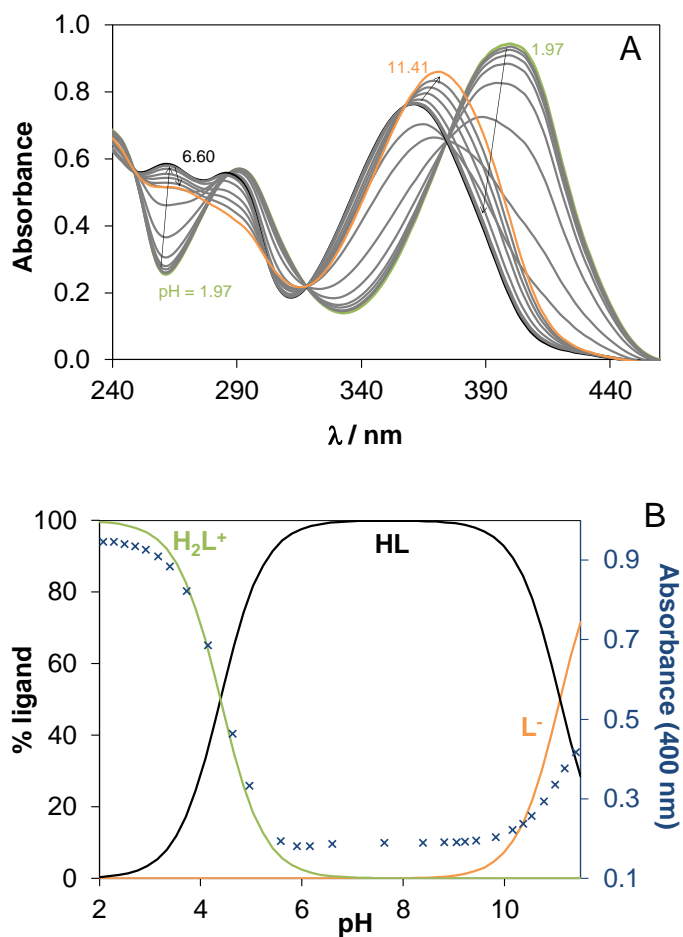 A
1.0
0.8
0.6
0.4
0.2
0.0
Absorbance
11.41
1.97
6.60
pH = 1.97
240 290 340 390 440
λ / nm
B
100
80
60
40
20
0
% ligand
H₂L⁺
HL
L⁻
0.9
0.7
0.5
0.3
0.1
Absorbance (400 nm)
2 4 6 8 10
pH